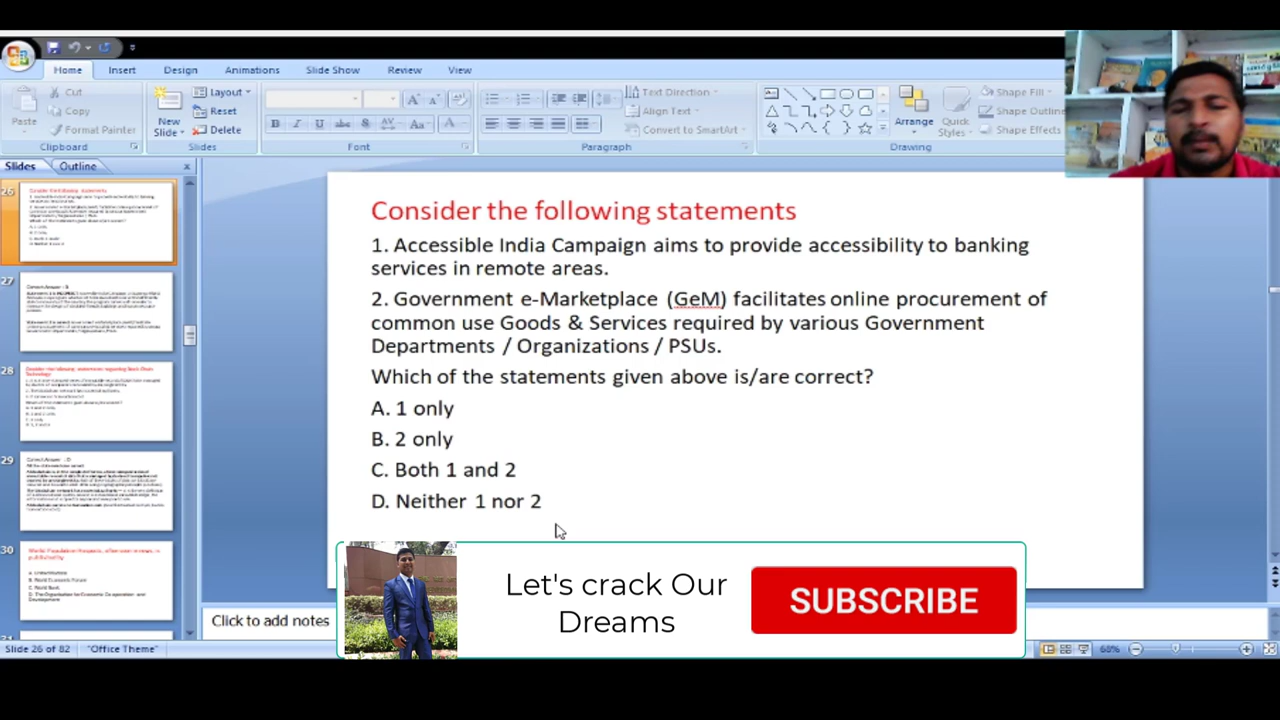 Home Insert Design Animations Slide Show Review View
Cut Layout Text Direction Shape Fill
Copy Reset Align Text Shape Outline
Paste Format Painter New Slide Delete Convert to SmartArt Arrange Quick Styles Shape Effects
Clipboard Slides Font Paragraph Drawing
Slides Outline
Consider the following statements
1. Accessible India Campaign aims to provide accessibility to banking
services in remote areas.
2. Government e-Marketplace (GeM) facilitates online procurement of
common use Goods & Services required by various Government
Departments / Organizations / PSUs.
Which of the statements given above is/are correct?
A. 1 only
B. 2 only
C. Both 1 and 2
D. Neither 1 nor 2
26
27
28
29
30
Let's crack Our
Dreams
SUBSCRIBE
Click to add notes
Slide 26 of 82 "Office Theme" 68%